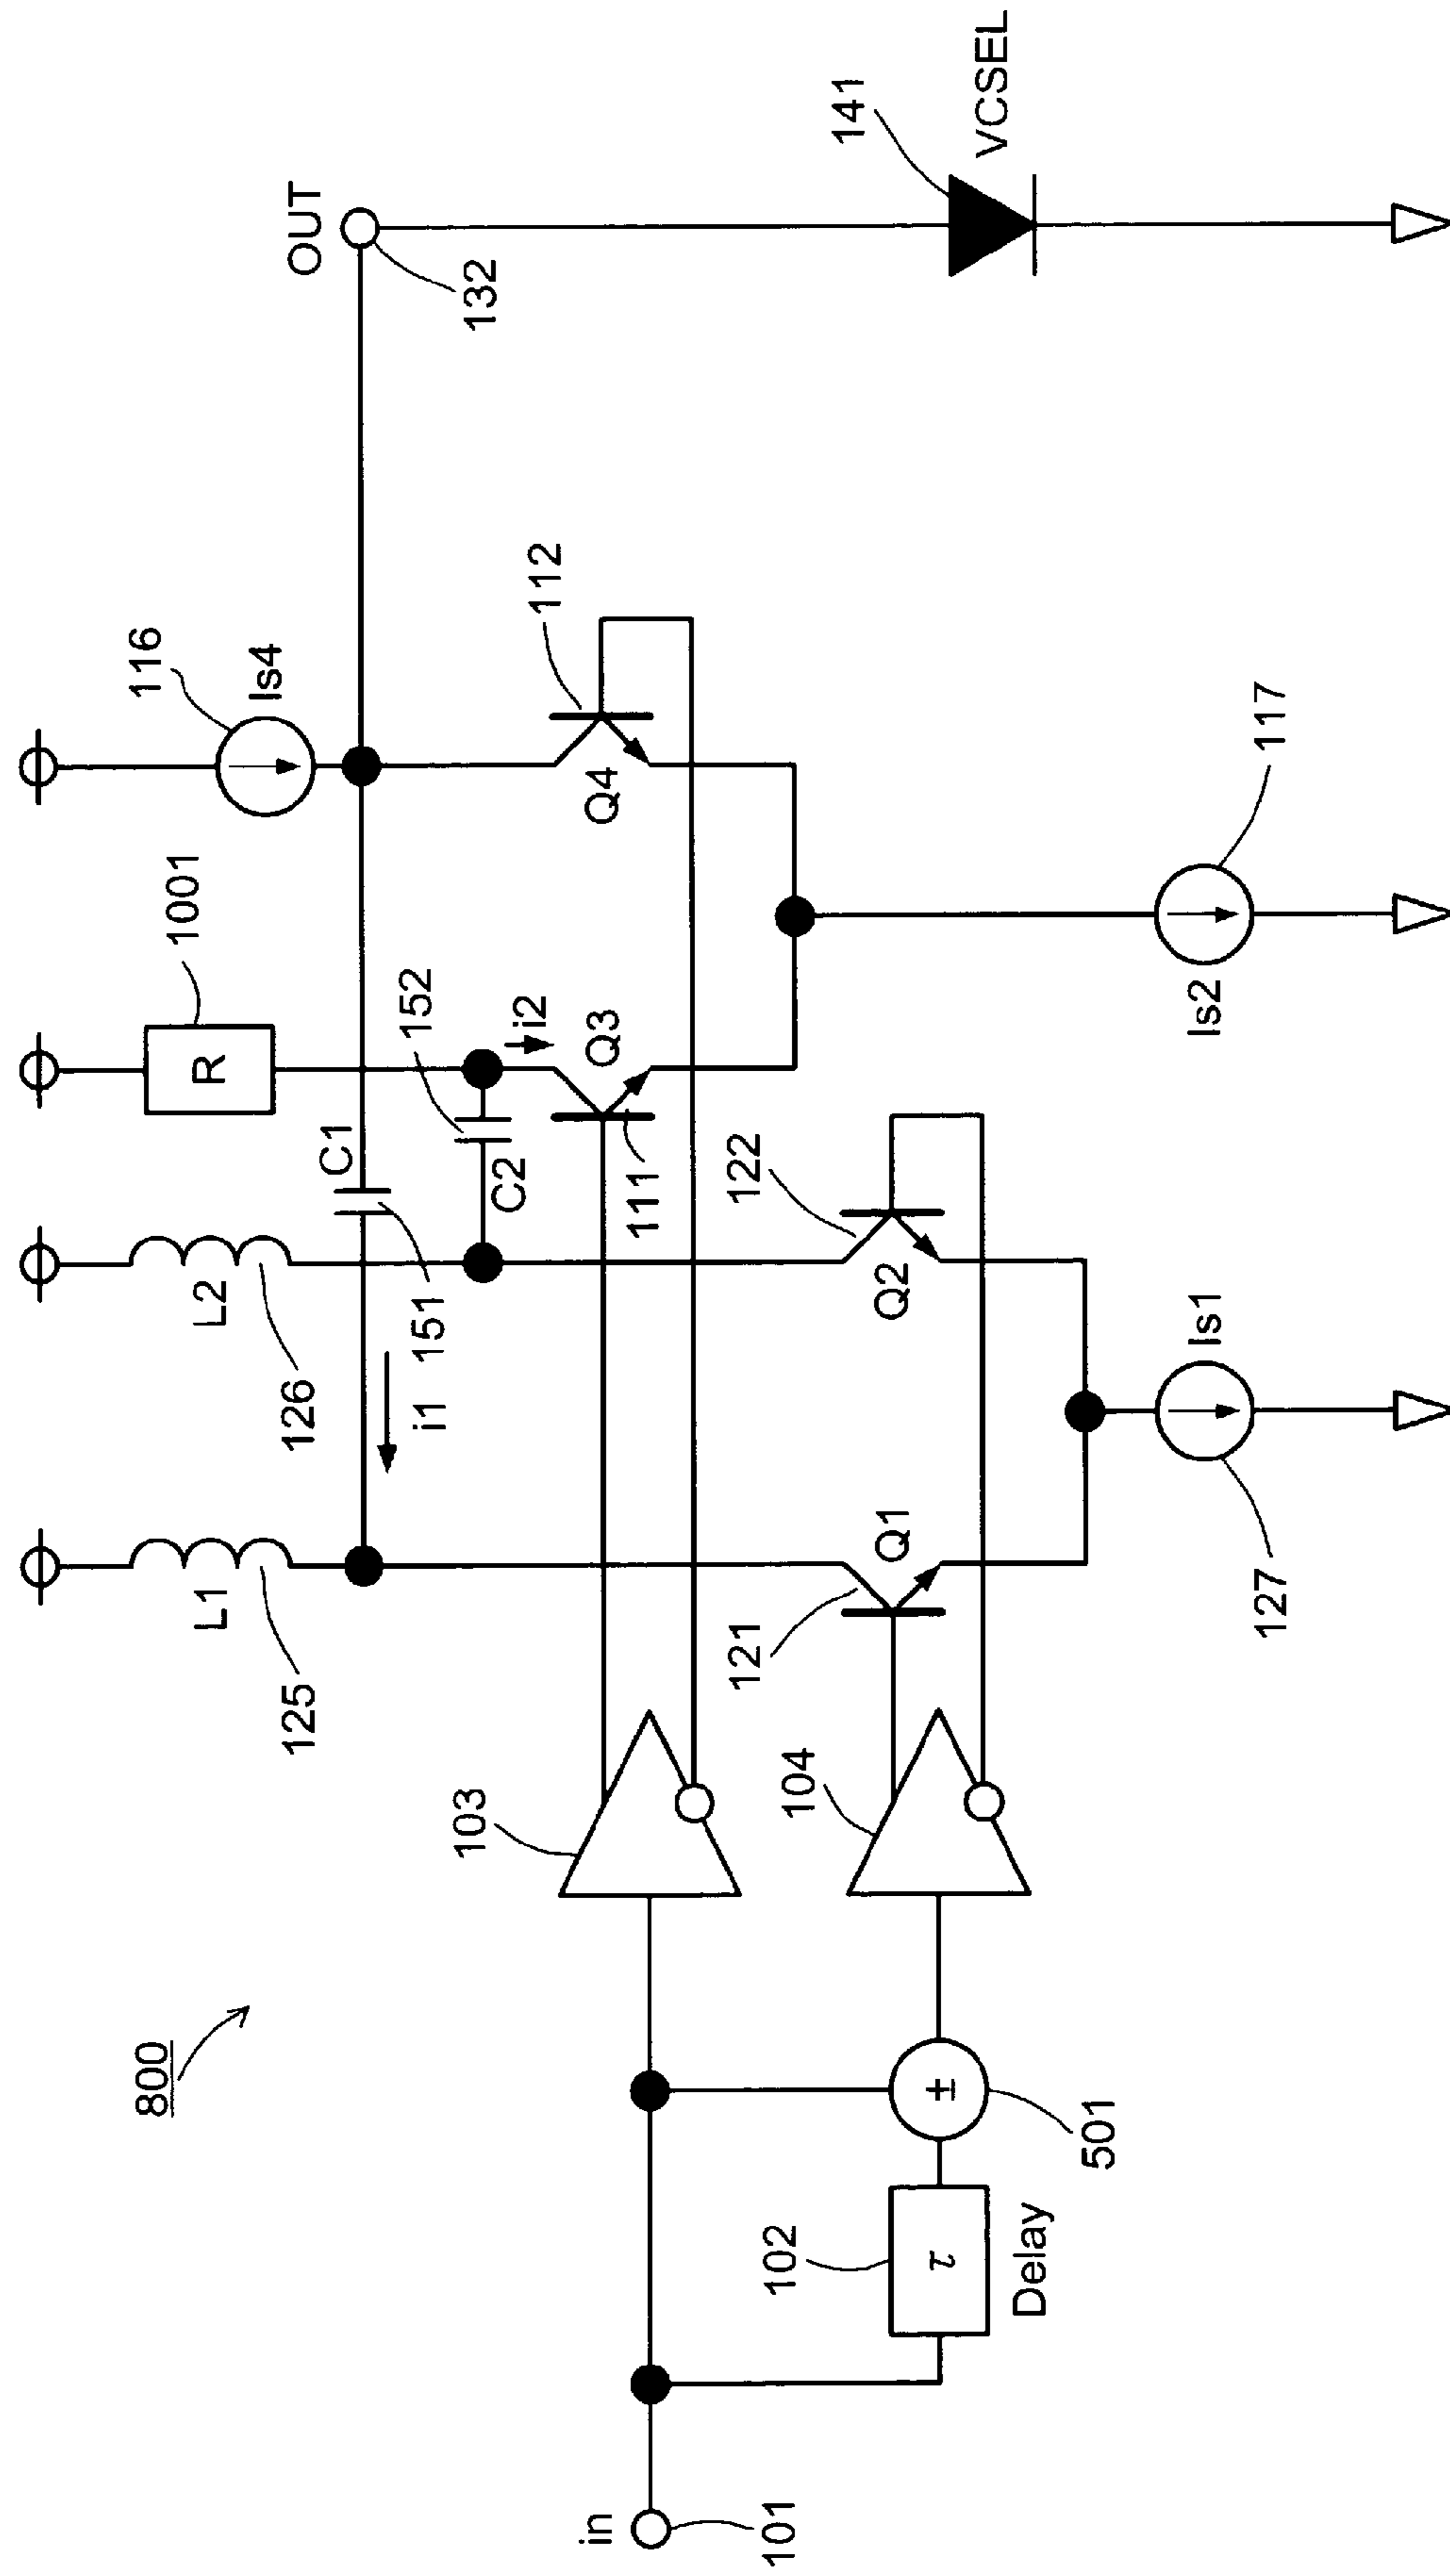 800
125
L1
126
L2
151
C1
i1
R
1001
116
Is4
OUT
132
152
C2
i2
111
Q3
112
Q4
103
104
121
Q1
122
Q2
141
VCSEL
in
101
102
τ
Delay
±
501
127
Is1
Is2
117